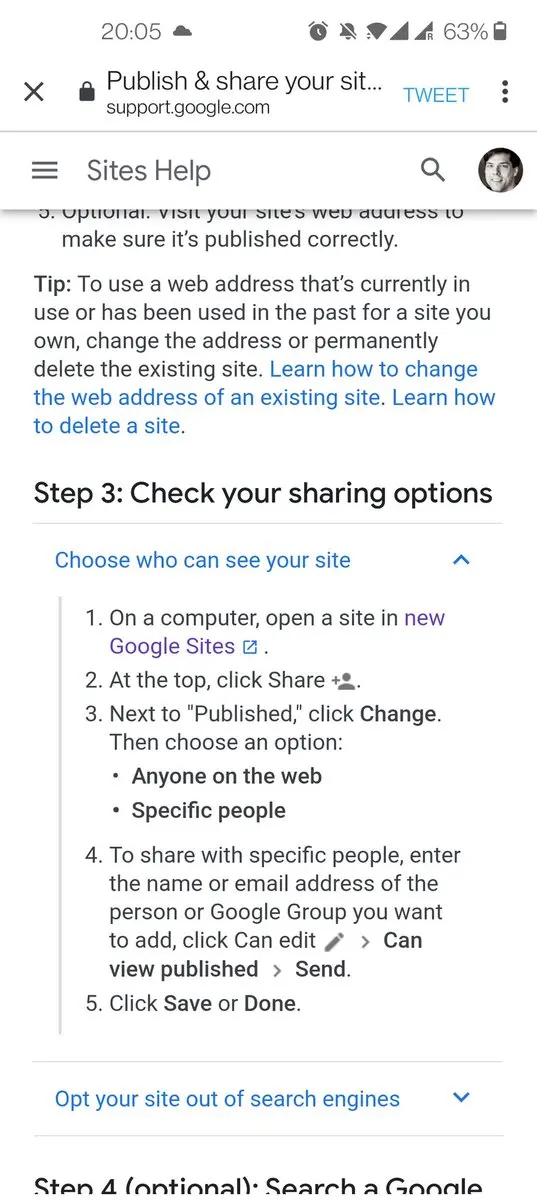 20:05
R 63%
Publish & share your sit...
support.google.com
TWEET
Sites Help
5. Optional: Visit your site's web address to
make sure it's published correctly.
Tip: To use a web address that's currently in
use or has been used in the past for a site you
own, change the address or permanently
delete the existing site. Learn how to change
the web address of an existing site. Learn how
to delete a site.
Step 3: Check your sharing options
Choose who can see your site
1. On a computer, open a site in new
Google Sites .
2. At the top, click Share .
3. Next to "Published," click Change.
Then choose an option:
• Anyone on the web
• Specific people
4. To share with specific people, enter
the name or email address of the
person or Google Group you want
to add, click Can edit > Can
view published > Send.
5. Click Save or Done.
Opt your site out of search engines
Step 4 (optional): Search a Google